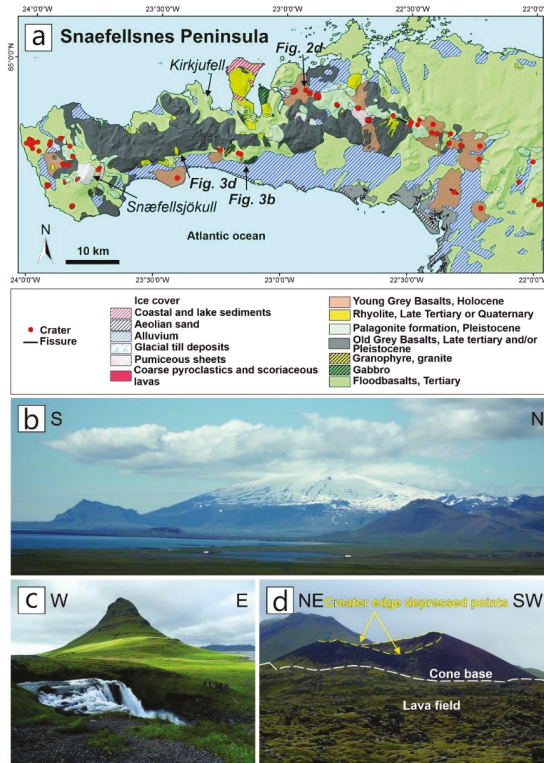 a Snaefellsnes Peninsula
Kirkjufell
Fig. 2d
Fig. 3d
Fig. 3b
Snæfellsjökull
Atlantic ocean
N
10 km
65°0'0"N
24°0'0"W
23°30'0"W
23°0'0"W
22°30'0"W
22°0'0"W
24°0'0"W
23°30'0"W
23°0'0"W
22°30'0"W
22°0'0"W
Crater
Fissure
Ice cover
Coastal and lake sediments
Aeolian sand
Alluvium
Glacial till deposits
Pumiceous sheets
Coarse pyroclastics and scoriaceous
lavas
Young Grey Basalts, Holocene
Rhyolite, Late Tertiary or Quaternary
Palagonite formation, Pleistocene
Old Grey Basalts, Late tertiary and/or
Pleistocene
Granophyre, granite
Gabbro
Floodbasalts, Tertiary
b S N
c W E
d NE SW
Creater edge depressed points
Cone base
Lava field